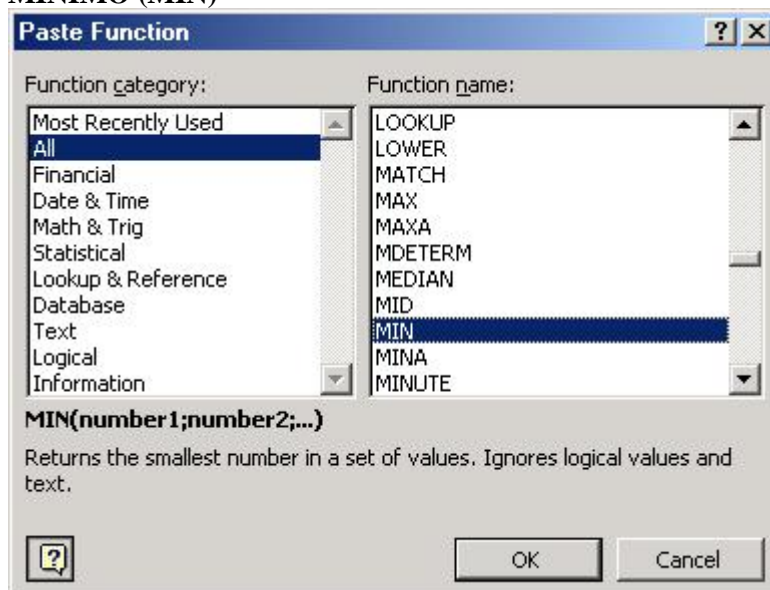 MINIMO (MIN)
Paste Function
Function category:
Most Recently Used
All
Financial
Date & Time
Math & Trig
Statistical
Lookup & Reference
Database
Text
Logical
Information
Function name:
LOOKUP
LOWER
MATCH
MAX
MAXA
MDETERM
MEDIAN
MID
MIN
MINA
MINUTE
MIN(number1;number2;...)
Returns the smallest number in a set of values. Ignores logical values and
text.
OK Cancel